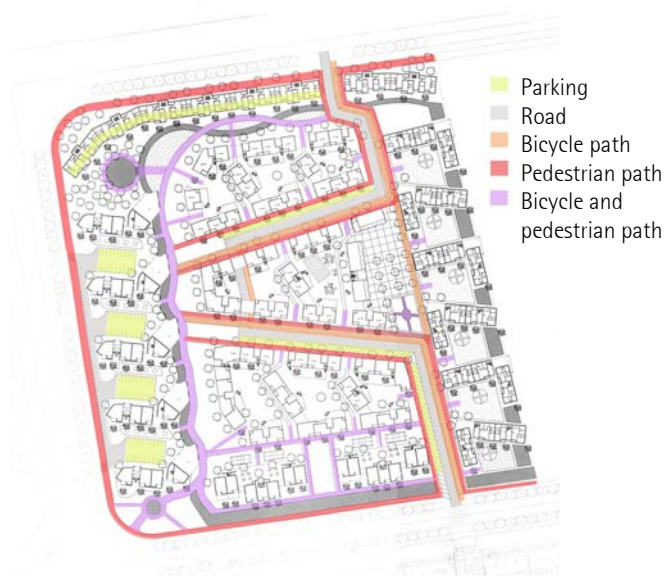 Parking
Road
Bicycle path
Pedestrian path
Bicycle and
pedestrian path